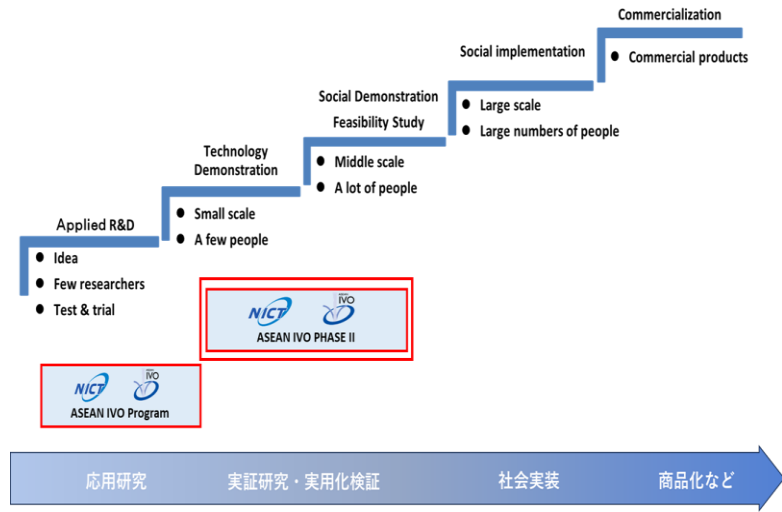 Commercialization
Commercial products
Social implementation
Large scale
Large numbers of people
Social Demonstration
Feasibility Study
Middle scale
A lot of people
Technology
Demonstration
Small scale
A few people
Applied R&D
Idea
Few researchers
Test & trial
NICT IVO
ASEAN IVO PHASE II
NICT IVO
ASEAN IVO Program
応用研究 実証研究・実用化検証 社会実装 商品化など